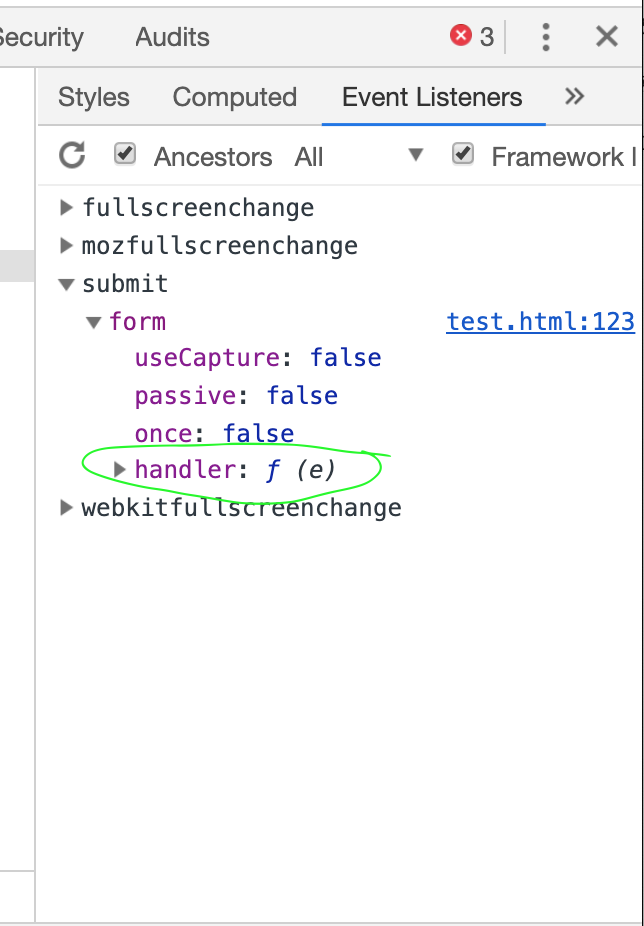 Security Audits 3
Styles Computed Event Listeners »
Ancestors All Framework
fullscreenchange
mozfullscreenchange
submit
form test.html:123
useCapture: false
passive: false
once: false
handler: ƒ (e)
webkitfullscreenchange